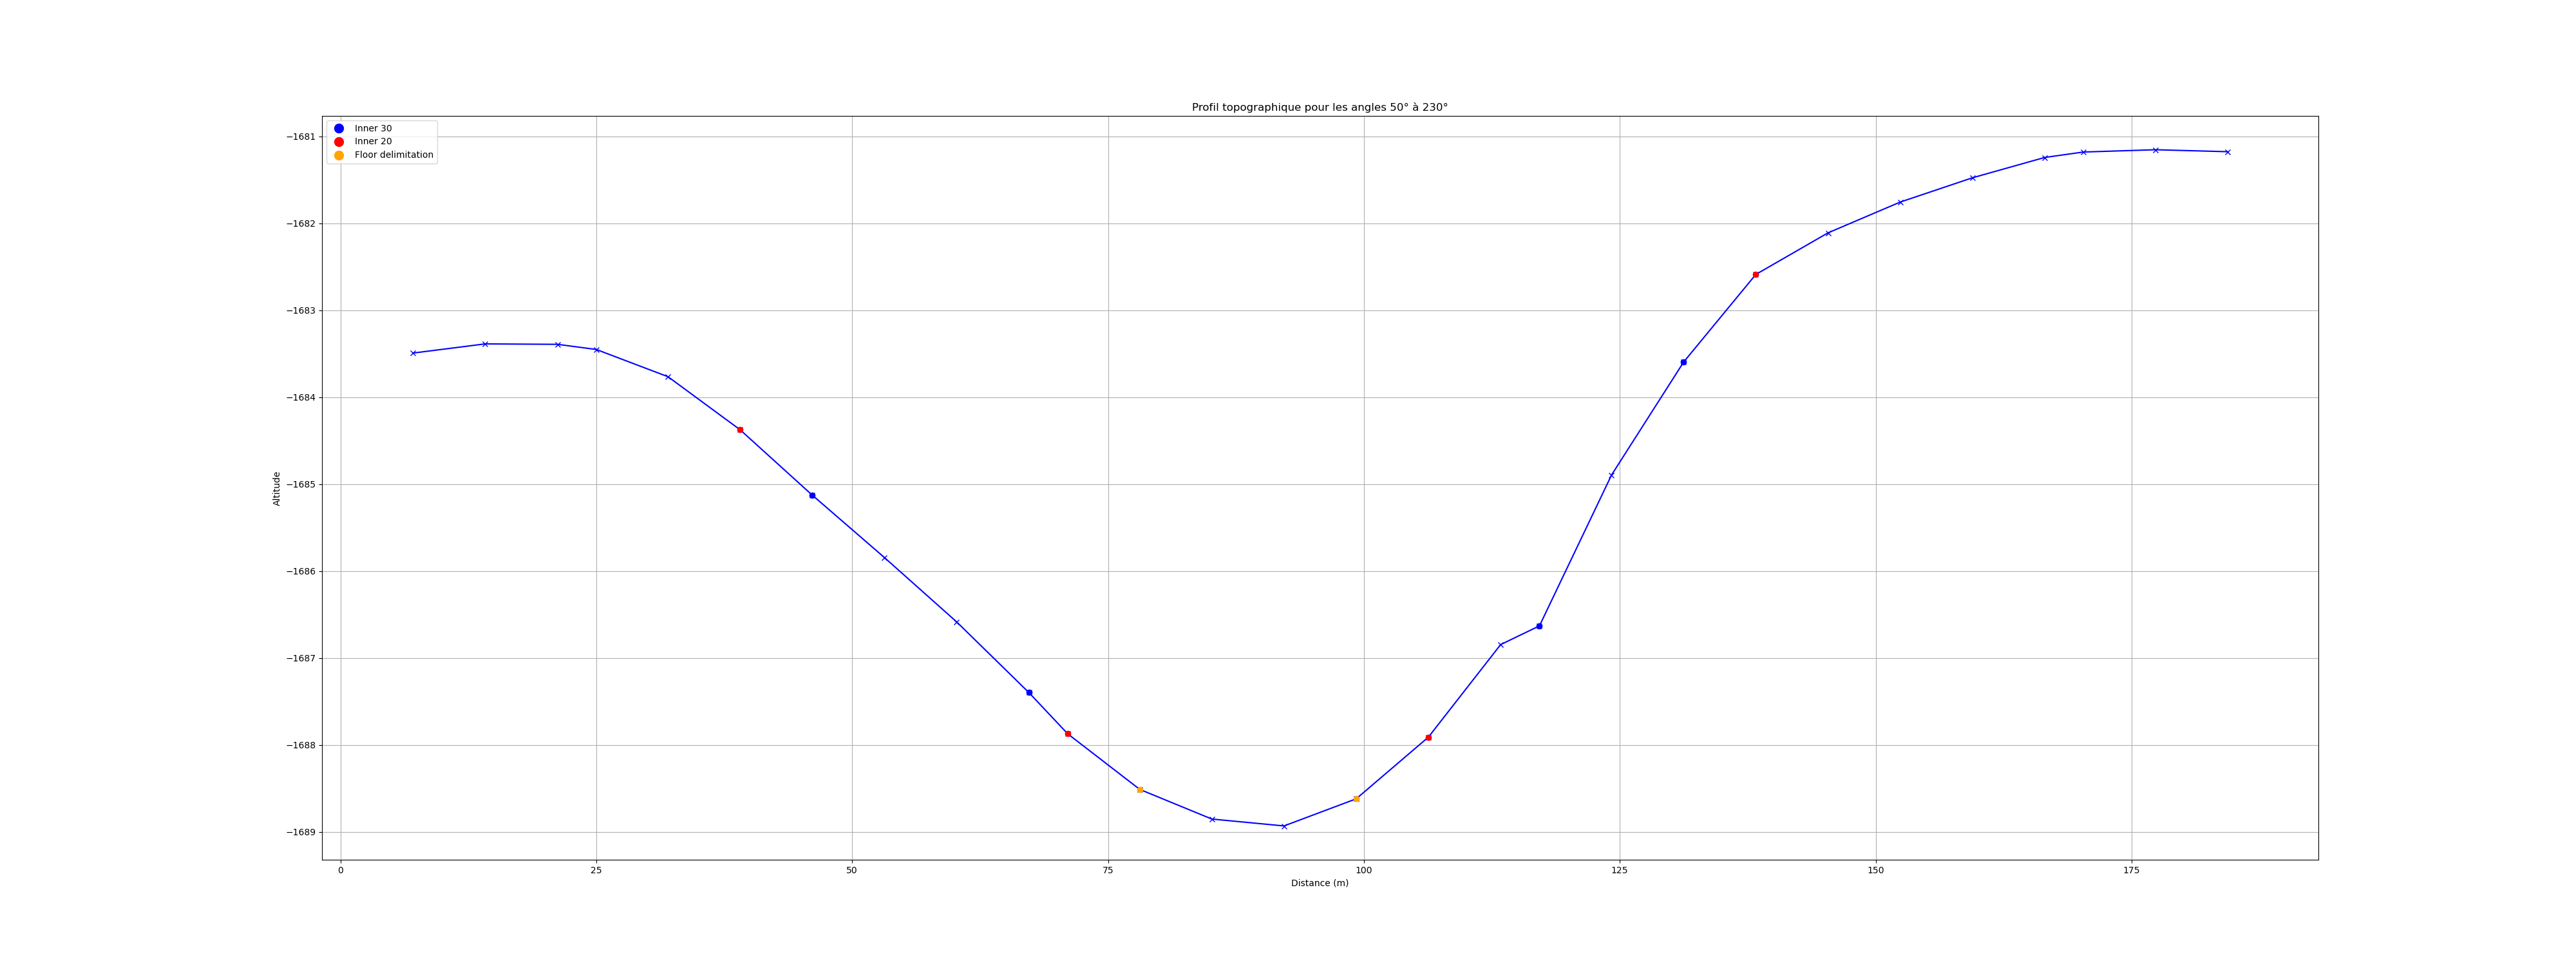 Profil topographique pour les angles 50° à 230°
Inner 30
Inner 20
Floor delimitation
−1681
−1682
−1683
−1684
−1685
−1686
−1687
−1688
−1689
Altitude
0 25 50 75 100 125 150 175
Distance (m)